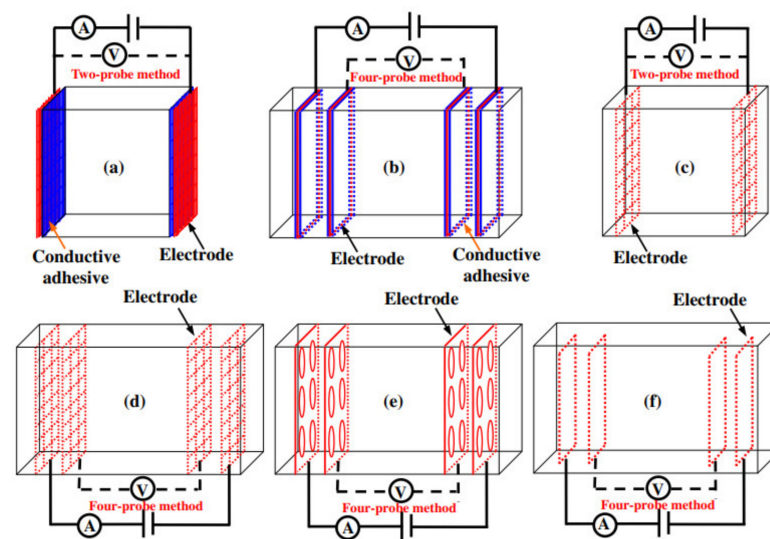 A
V
Two-probe method
(a)
Conductive
adhesive
Electrode
A
V
Four-probe method
(b)
Electrode
Conductive
adhesive
A
V
Two-probe method
(c)
Electrode
Electrode
(d)
V
Four-probe method
A
Electrode
(e)
V
Four-probe method
A
Electrode
(f)
V
Four-probe method
A